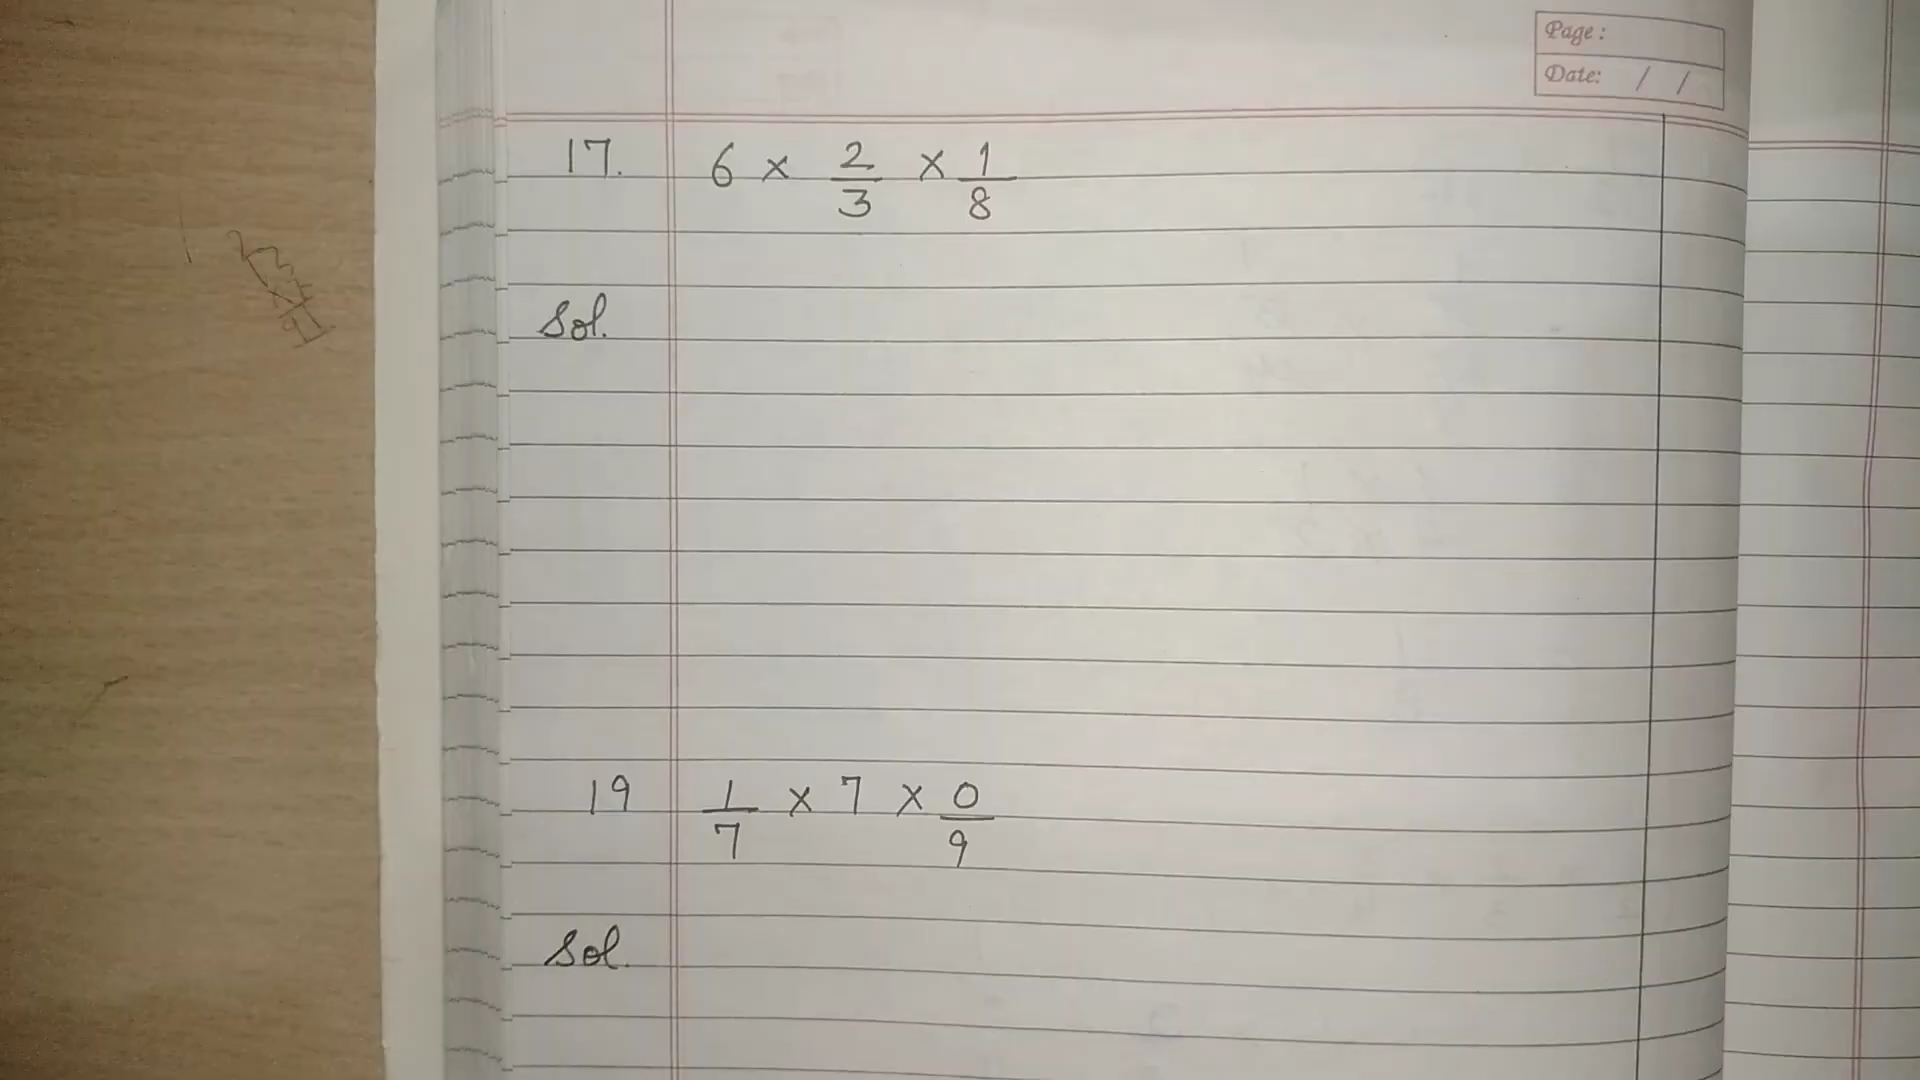 Page:
Date: / /
17. 6 × 2/3 × 1/8
Sol.
19 1/7 × 7 × 0/9
Sol.